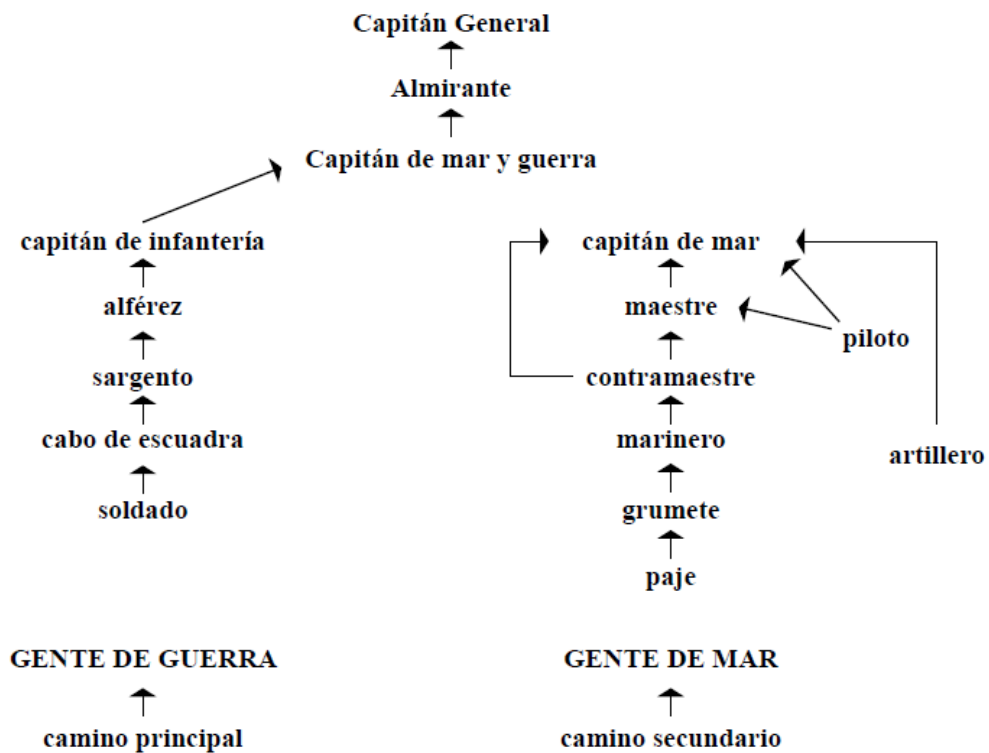 Capitán General
Almirante
Capitán de mar y guerra
capitán de infantería
capitán de mar
alférez
maestre
piloto
sargento
contramaestre
cabo de escuadra
marinero
artillero
soldado
grumete
paje
GENTE DE GUERRA
GENTE DE MAR
camino principal
camino secundario